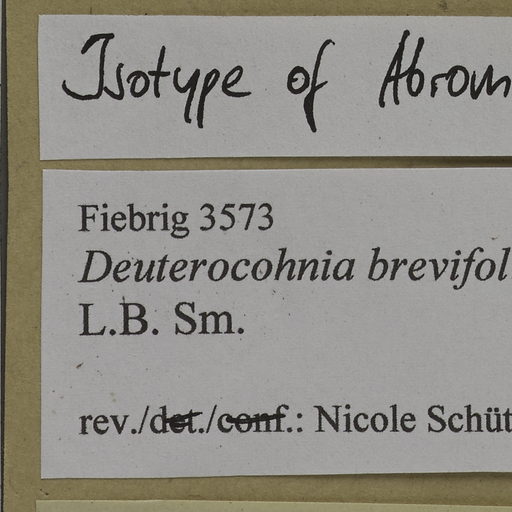 Isotype of Abrom
Fiebrig 3573
Deuterocohnia brevifol
L.B. Sm.
rev./det./conf.: Nicole Schüt